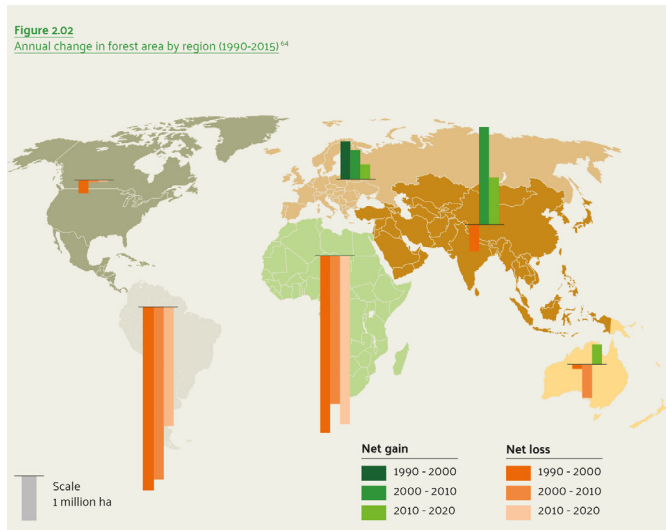 Figure 2.02
Annual change in forest area by region (1990-2015) 64
Scale
1 million ha
Net gain
1990 - 2000
2000 - 2010
2010 - 2020
Net loss
1990 - 2000
2000 - 2010
2010 - 2020